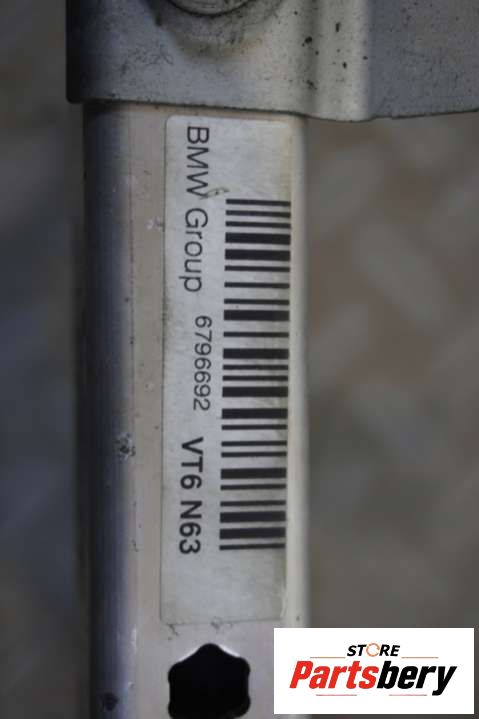 BMW Group 6796692 VT6 N63
STORE
Partsbery